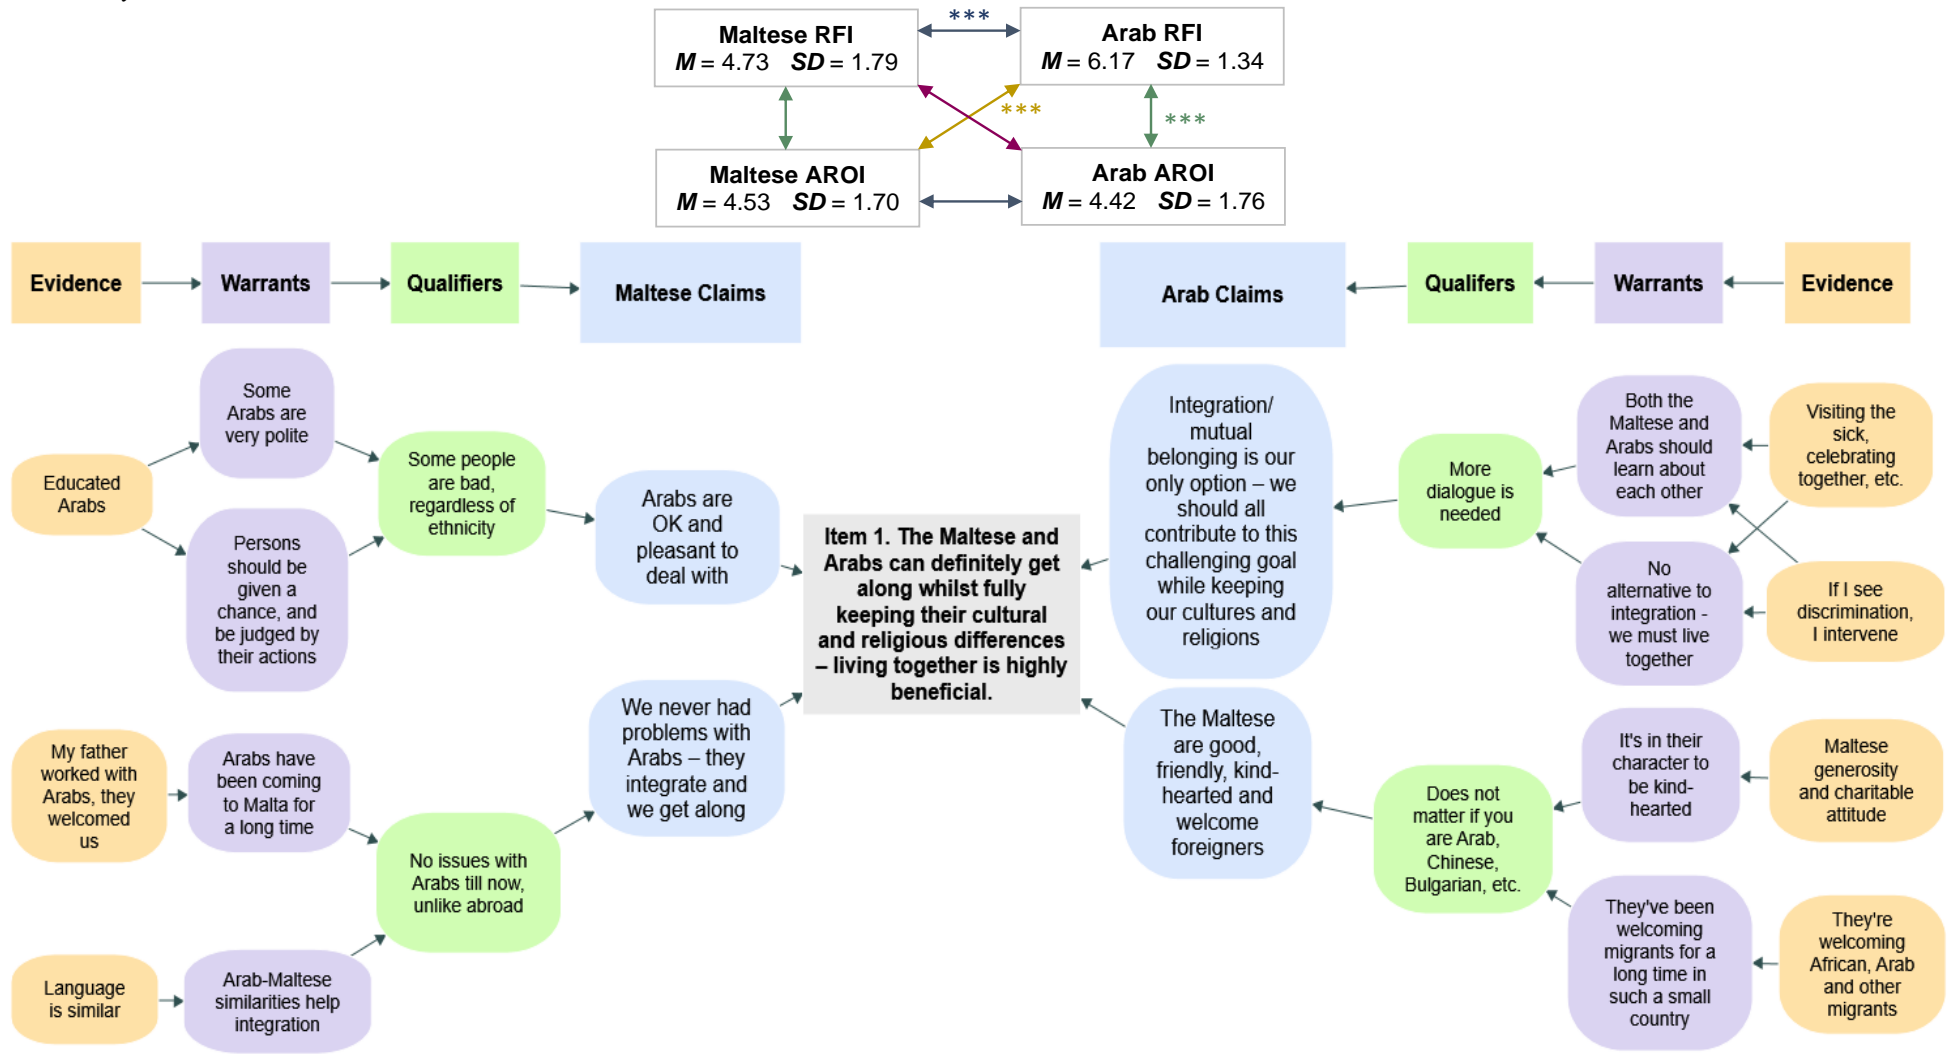 Maltese RFI
M = 4.73 SD = 1.79
***
Arab RFI
M = 6.17 SD = 1.34
***
***
Maltese AROI
M = 4.53 SD = 1.70
Arab AROI
M = 4.42 SD = 1.76
Evidence
Warrants
Qualifiers
Maltese Claims
Arab Claims
Qualifers
Warrants
Evidence
Educated
Arabs
Some
Arabs are
very polite
Persons
should be
given a
chance, and
be judged by
their actions
Some people
are bad,
regardless of
ethnicity
Arabs are
OK and
pleasant to
deal with
My father
worked with
Arabs, they
welcomed
us
Arabs have
been coming
to Malta for
a long time
Language
is similar
Arab-Maltese
similarities help
integration
No issues with
Arabs till now,
unlike abroad
We never had
problems with
Arabs – they
integrate and
we get along
Item 1. The Maltese and
Arabs can definitely get
along whilst fully
keeping their cultural
and religious differences
– living together is highly
beneficial.
Integration/
mutual
belonging is our
only option – we
should all
contribute to this
challenging goal
while keeping
our cultures and
religions
More
dialogue is
needed
Both the
Maltese and
Arabs should
learn about
each other
Visiting the
sick,
celebrating
together, etc.
No
alternative to
integration -
we must live
together
If I see
discrimination,
I intervene
The Maltese
are good,
friendly, kind-
hearted and
welcome
foreigners
Does not
matter if you
are Arab,
Chinese,
Bulgarian, etc.
It's in their
character to
be kind-
hearted
Maltese
generosity
and charitable
attitude
They've been
welcoming
migrants for a
long time in
such a small
country
They're
welcoming
African, Arab
and other
migrants